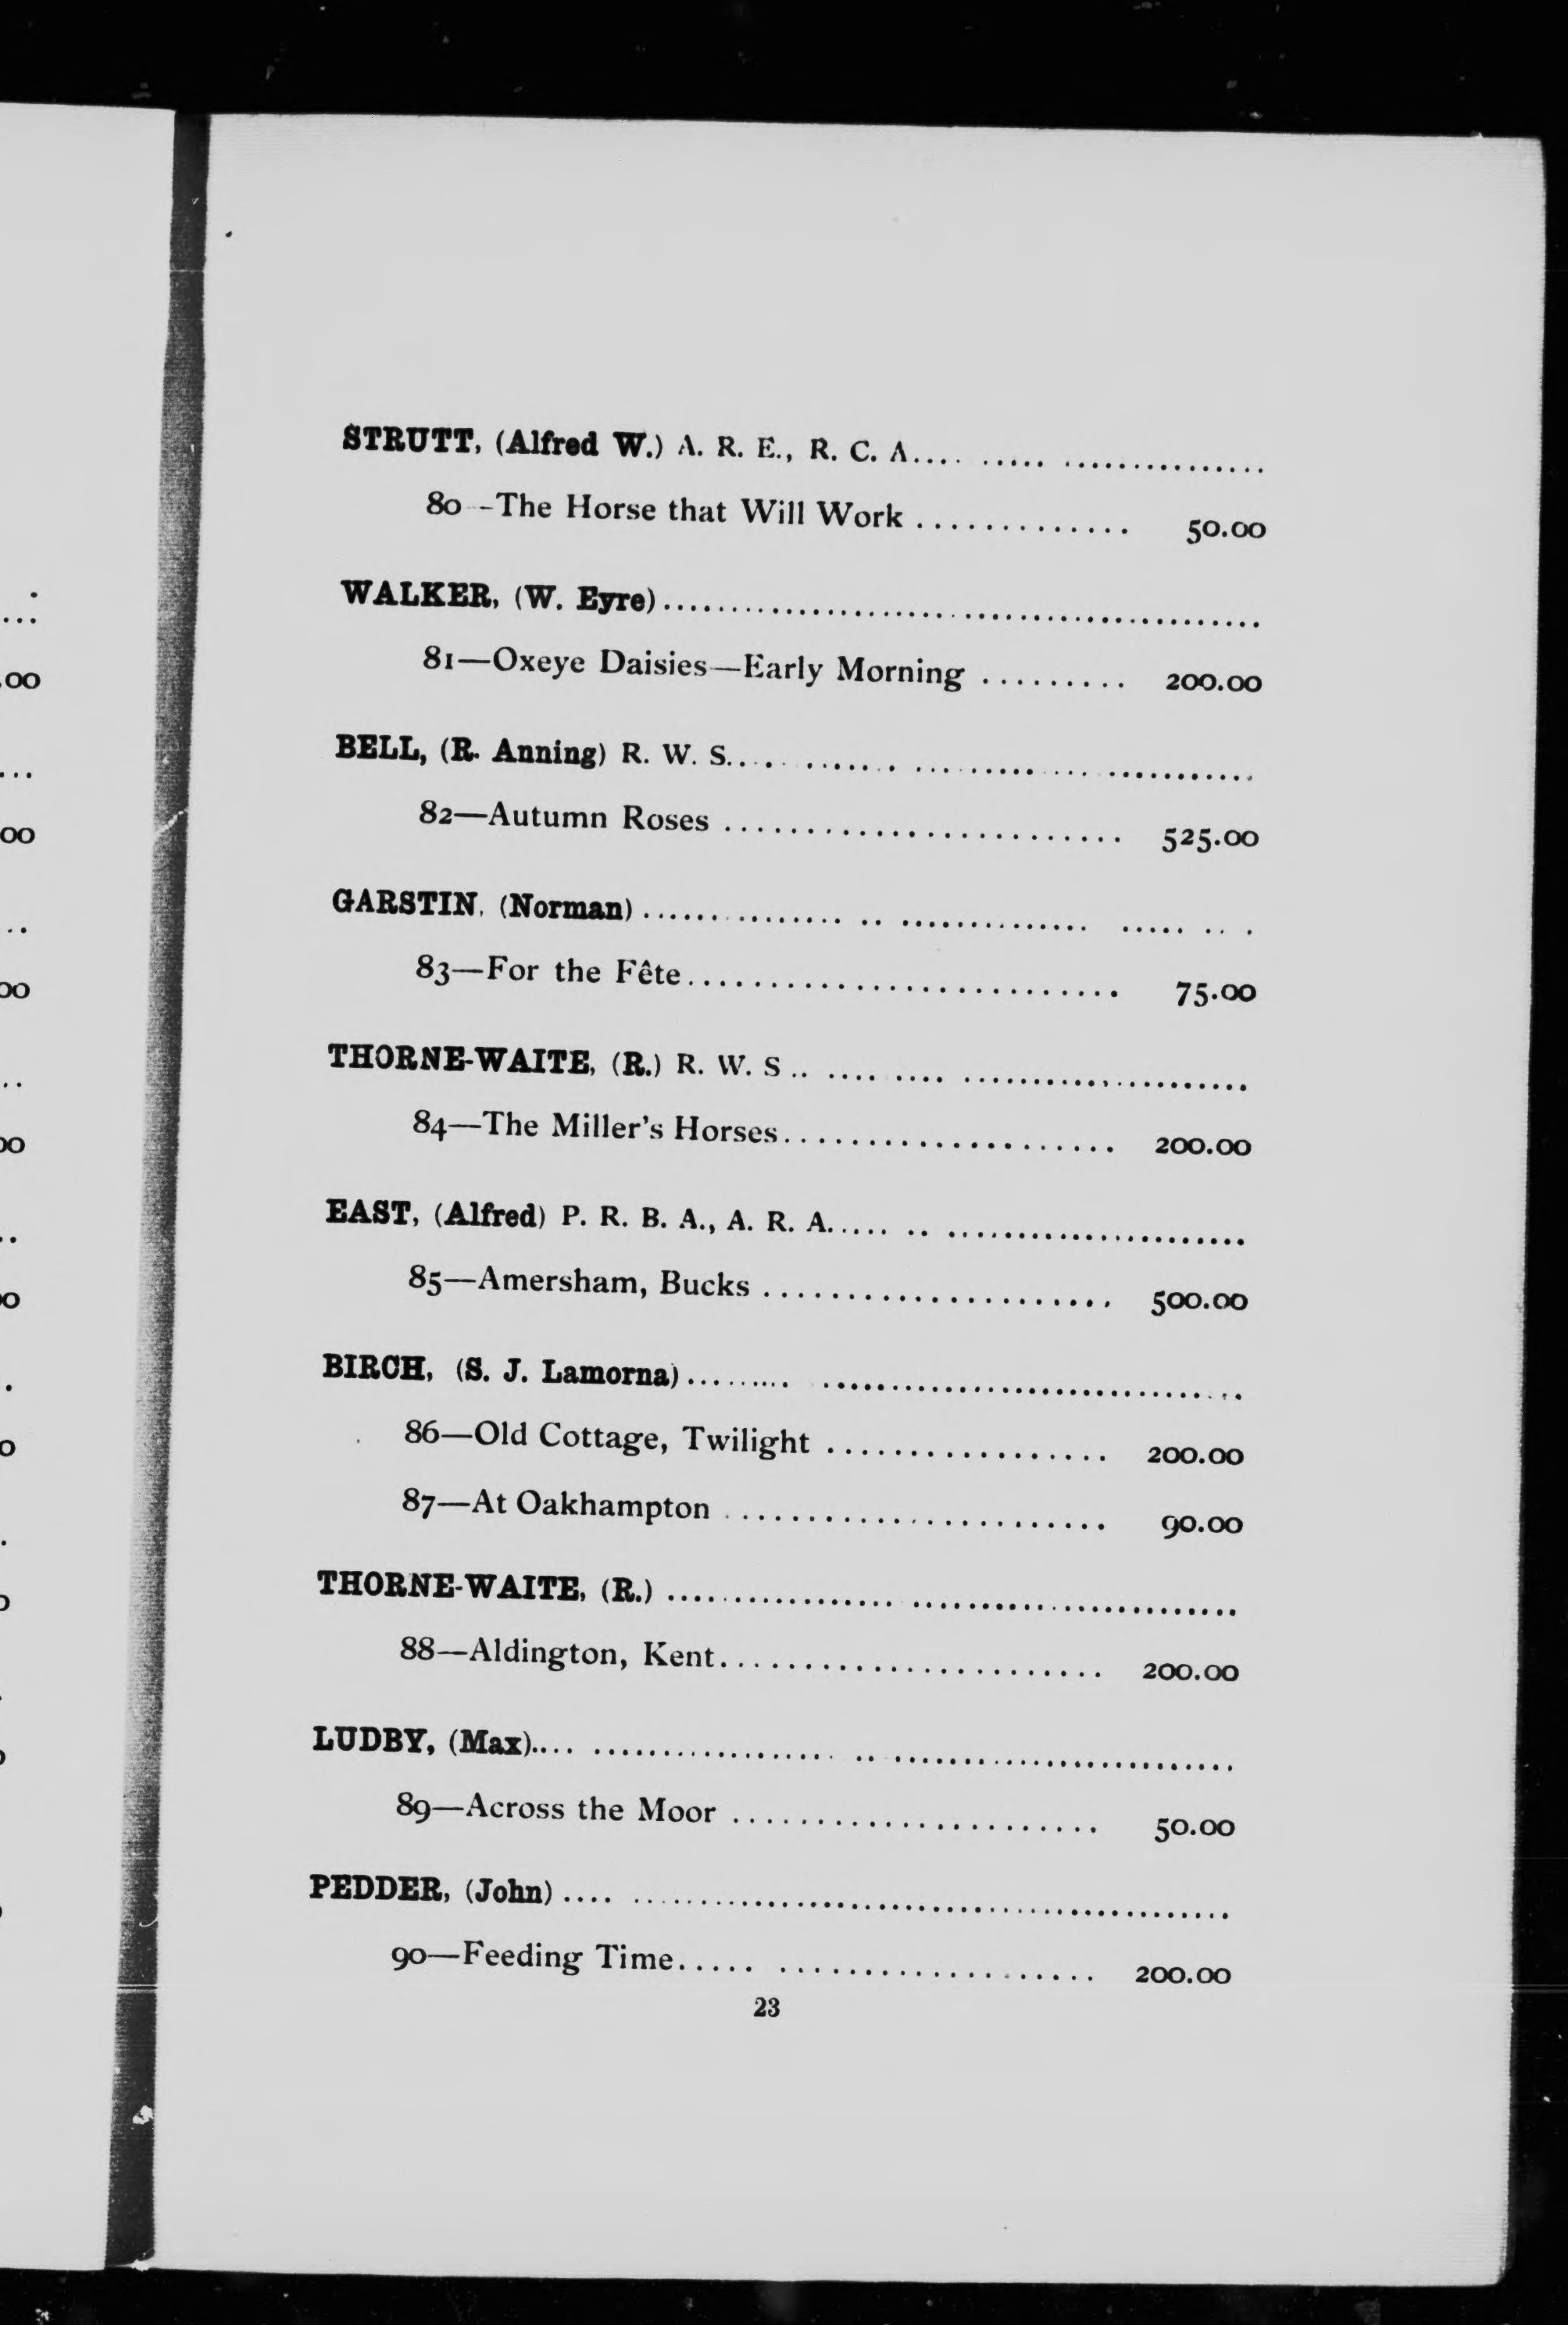 STRUTT, (Alfred W.) A. R. E., R. C. A.... ..... ...............
80 -The Horse that Will Work ............. 50.00
WALKER, (W. Eyre)...........................................
81—Oxeye Daisies—Early Morning ......... 200.00
BELL, (R. Anning) R. W. S.... ....... ......... ... ...........
82—Autumn Roses ........................ 525.00
GARSTIN, (Norman) ...... ........ .. .............. ..... .. .
83—For the Fête.......................... 75.00
THORNE-WAITE, (R.) R. W. S .. .... .... .....................
84—The Miller's Horses.................... 200.00
EAST, (Alfred) P. R. B. A., A. R. A..... .. ......................
85—Amersham, Bucks ..................... 500.00
BIRCH, (S. J. Lamorna)......... ...............................
86—Old Cottage, Twilight ................. 200.00
87—At Oakhampton ....................... 90.00
THORNE-WAITE, (R.) ................. ........................
88—Aldington, Kent....................... 200.00
LUDBY, (Max).... ................. .. .........................
89—Across the Moor ...................... 50.00
PEDDER, (John) .... ...........................................
90—Feeding Time..... ................... 200.00
23